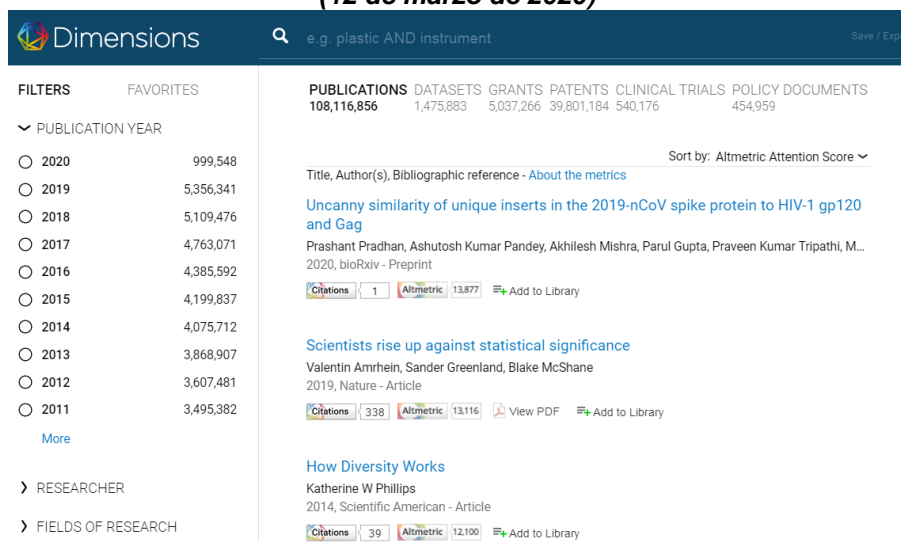 (12 de marzo de 2020)
Dimensions
e.g. plastic AND instrument
Save / Exp
FILTERS FAVORITES
PUBLICATION YEAR
2020 999,548
2019 5,356,341
2018 5,109,476
2017 4,763,071
2016 4,385,592
2015 4,199,837
2014 4,075,712
2013 3,868,907
2012 3,607,481
2011 3,495,382
More
RESEARCHER
FIELDS OF RESEARCH
PUBLICATIONS DATASETS GRANTS PATENTS CLINICAL TRIALS POLICY DOCUMENTS
108,116,856 1,475,883 5,037,266 39,801,184 540,176 454,959
Sort by: Altmetric Attention Score
Title, Author(s), Bibliographic reference - About the metrics
Uncanny similarity of unique inserts in the 2019-nCoV spike protein to HIV-1 gp120
and Gag
Prashant Pradhan, Ashutosh Kumar Pandey, Akhilesh Mishra, Parul Gupta, Praveen Kumar Tripathi, M...
2020, bioRxiv - Preprint
Citations 1 Altmetric 13,877 Add to Library
Scientists rise up against statistical significance
Valentin Amrhein, Sander Greenland, Blake McShane
2019, Nature - Article
Citations 338 Altmetric 13,116 View PDF Add to Library
How Diversity Works
Katherine W Phillips
2014, Scientific American - Article
Citations 39 Altmetric 12,100 Add to Library